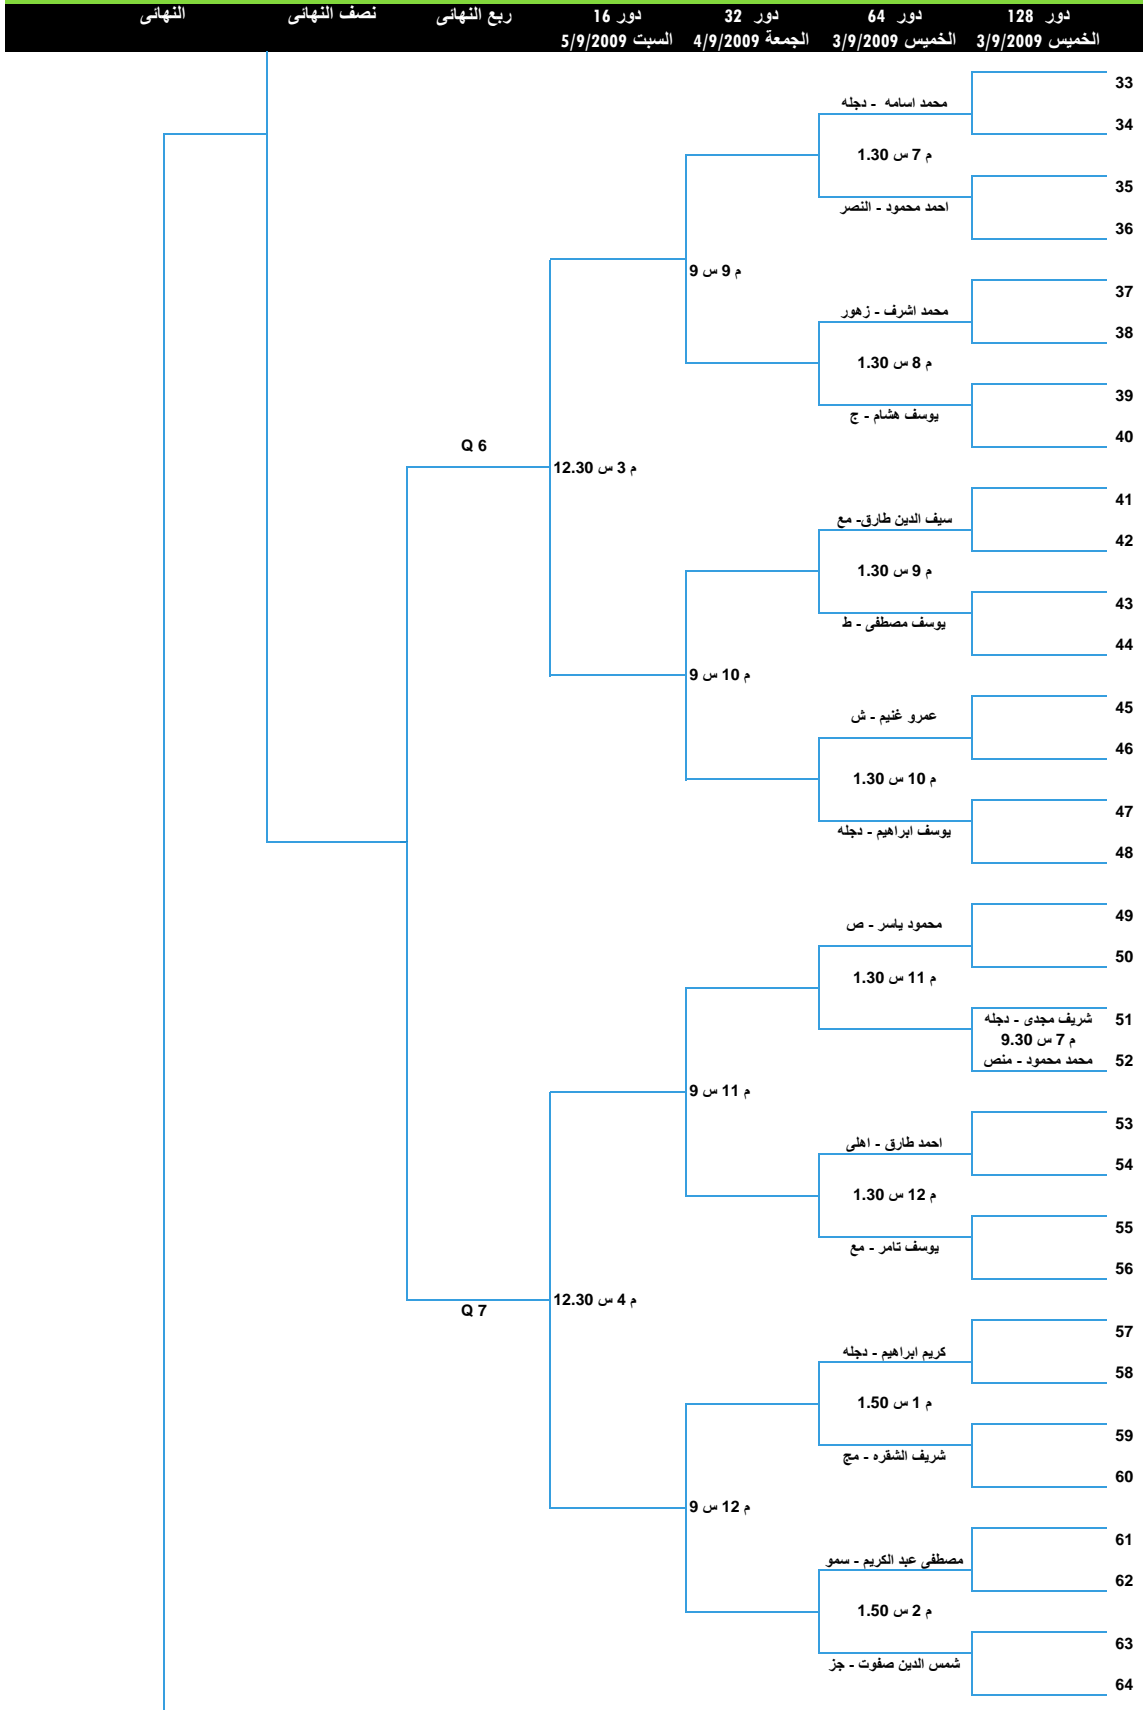 دور 128 دور 64 دور 32 دور 16 ربع النهائى نصف النهائى النهائى
الخميس 3/9/2009 الخميس 3/9/2009 الجمعة 4/9/2009 السبت 5/9/2009
33
محمد اسامه - دجله
34
م 7 س 1.30
35
احمد محمود - النصر
36
م 9 س 9
37
محمد اشرف - زهور
38
م 8 س 1.30
39
يوسف هشام - ج
40
Q 6
م 3 س 12.30
41
سيف الدين طارق- مع
42
م 9 س 1.30
43
يوسف مصطفى - ط
44
م 10 س 9
45
عمرو غنيم - ش
46
م 10 س 1.30
47
يوسف ابراهيم - دجله
48
49
محمود ياسر - ص
50
م 11 س 1.30
51 شريف مجدى - دجله
م 7 س 9.30
52 محمد محمود - منص
م 11 س 9
53
احمد طارق - اهلى
54
م 12 س 1.30
55
يوسف تامر - مع
56
م 4 س 12.30
Q 7
57
كريم ابراهيم - دجله
58
م 1 س 1.50
59
شريف الشقره - مج
60
م 12 س 9
61
مصطفى عبد الكريم - سمو
62
م 2 س 1.50
63
شمس الدين صفوت - جز
64